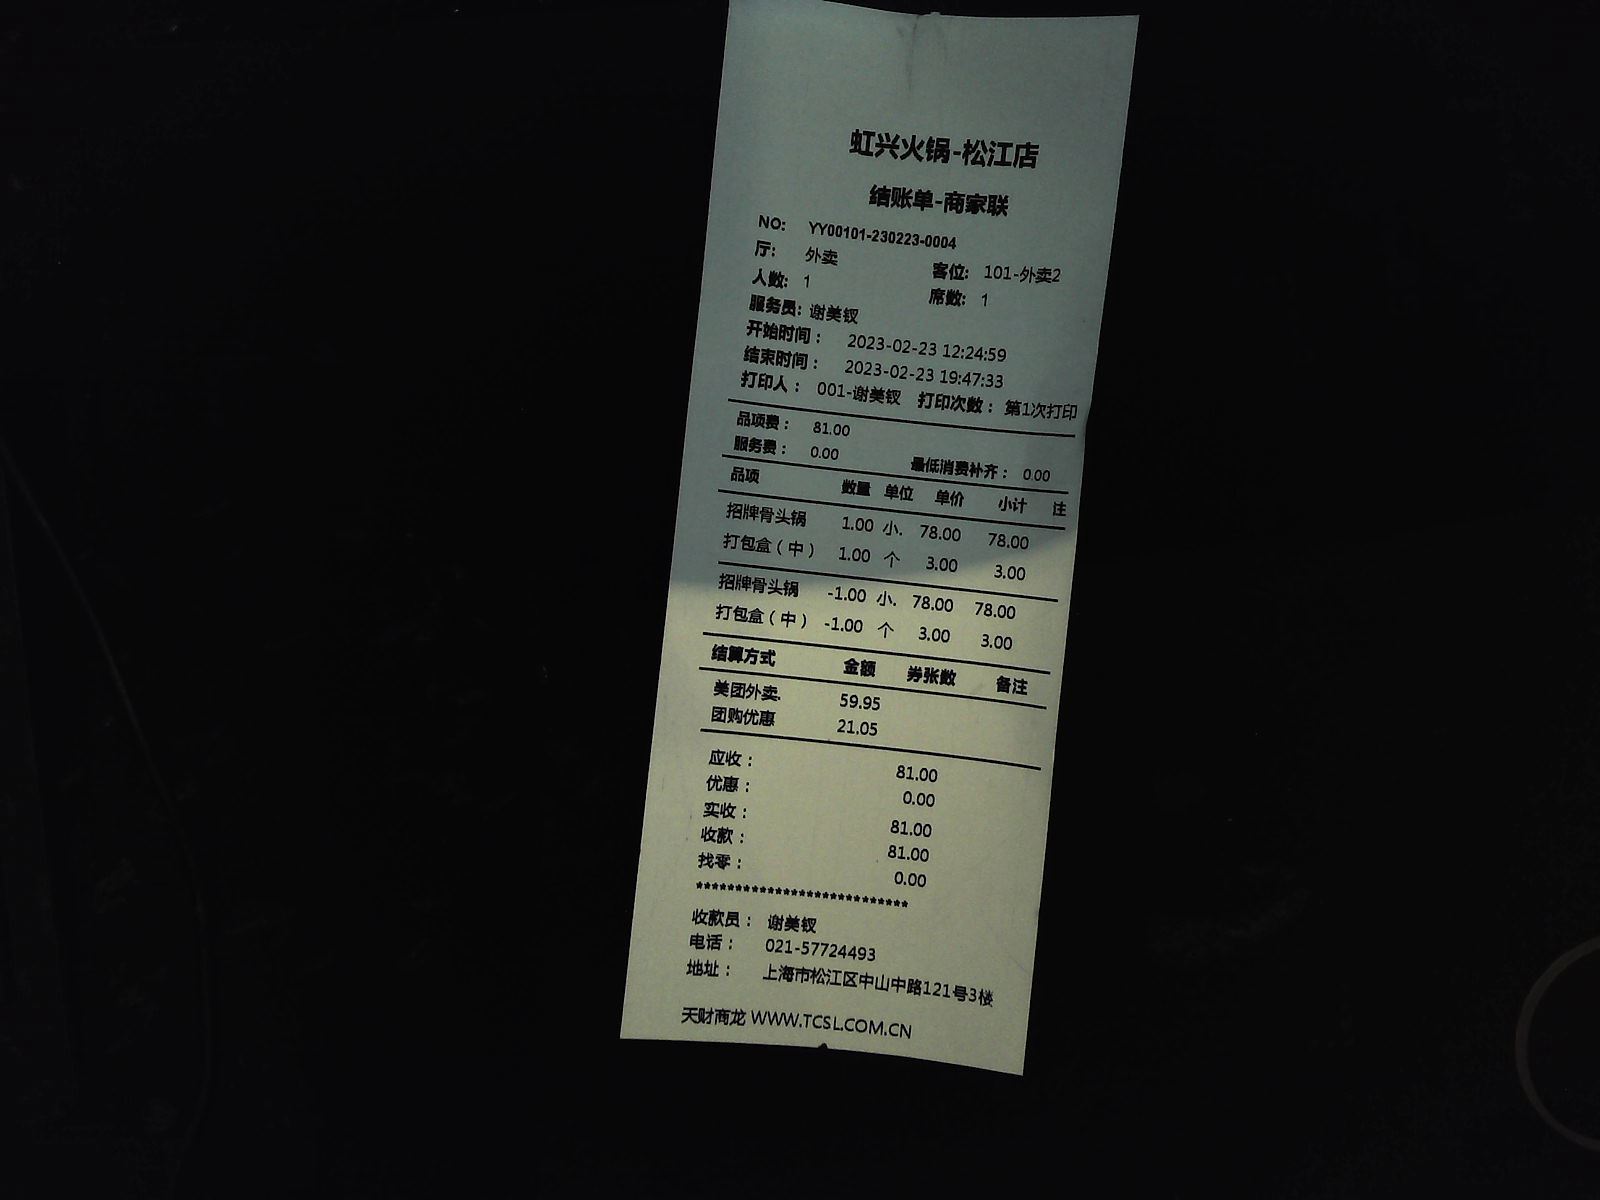 虹兴火锅-松江店
结账单-商家联
NO: YY00101-230223-0004
厅: 外卖 客位: 101-外卖2
人数: 1 席数: 1
服务员: 谢美钗
开始时间： 2023-02-23 12:24:59
结束时间： 2023-02-23 19:47:33
打印人： 001-谢美钗 打印次数： 第1次打印
品项费： 81.00
服务费： 0.00 最低消费补齐： 0.00
品项 数量 单位 单价 小计 注
招牌骨头锅 1.00 小. 78.00 78.00
打包盒（中） 1.00 个 3.00 3.00
招牌骨头锅 -1.00 小. 78.00 78.00
打包盒（中） -1.00 个 3.00 3.00
结算方式 金额 券张数 备注
美团外卖. 59.95
团购优惠 21.05
应收： 81.00
优惠： 0.00
实收： 81.00
收款： 81.00
找零： 0.00
***************************
收款员： 谢美钗
电话： 021-57724493
地址： 上海市松江区中山中路121号3楼
天财商龙 WWW.TCSL.COM.CN